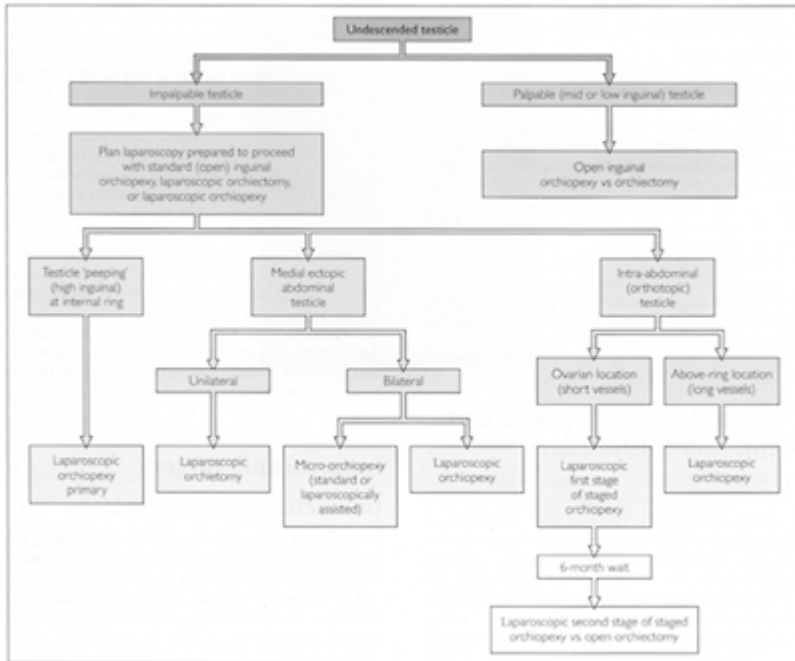 Undescended testicle
Impalpable testicle
Palpable (mid or low inguinal) testicle
Plan laparoscopy prepared to proceed
with standard (open) inguinal
orchiopexy, laparoscopic orchiectomy,
or laparoscopic orchiopexy
Open inguinal
orchiopexy vs orchiectomy
Testicle 'peeping'
(high inguinal)
at internal ring
Medial ectopic
abdominal
testicle
Intra-abdominal
(orthotopic)
testicle
Unilateral
Bilateral
Ovarian location
(short vessels)
Above-ring location
(long vessels)
Laparoscopic
orchiopexy
primary
Laparoscopic
orchietomy
Micro-orchiopexy
(standard or
laparoscopically
assisted)
Laparoscopic
orchiopexy
Laparoscopic
first stage
of staged
orchiopexy
Laparoscopic
orchiopexy
6-month wait
Laparoscopic second stage of staged
orchiopexy vs. open orchiectomy